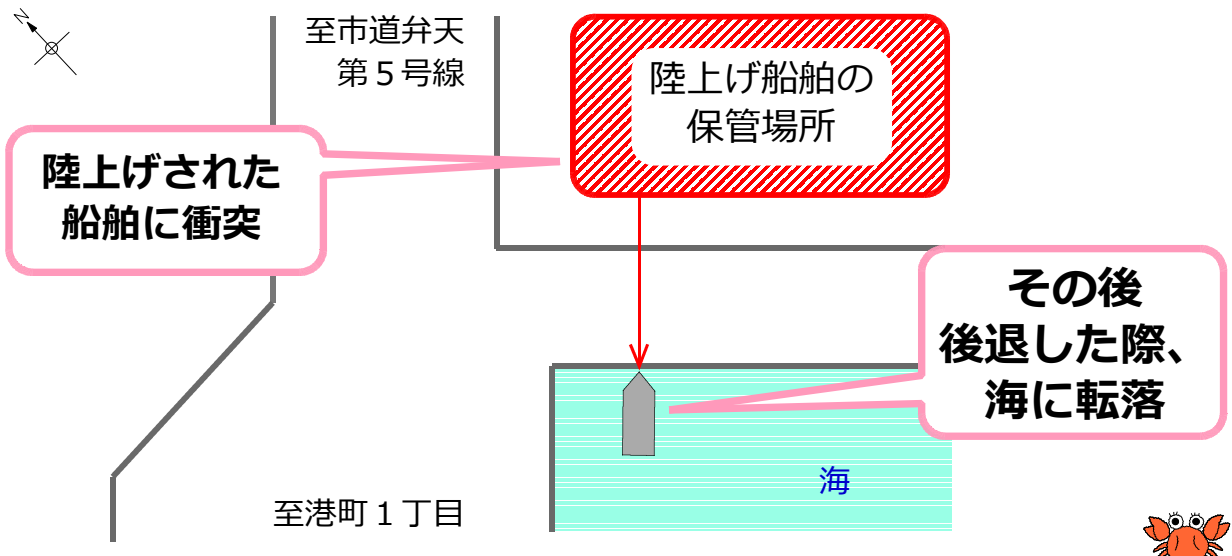 N
至市道弁天
第５号線
陸上げ船舶の
保管場所
陸上げされた
船舶に衝突
その後
後退した際、
海に転落
海
至港町１丁目